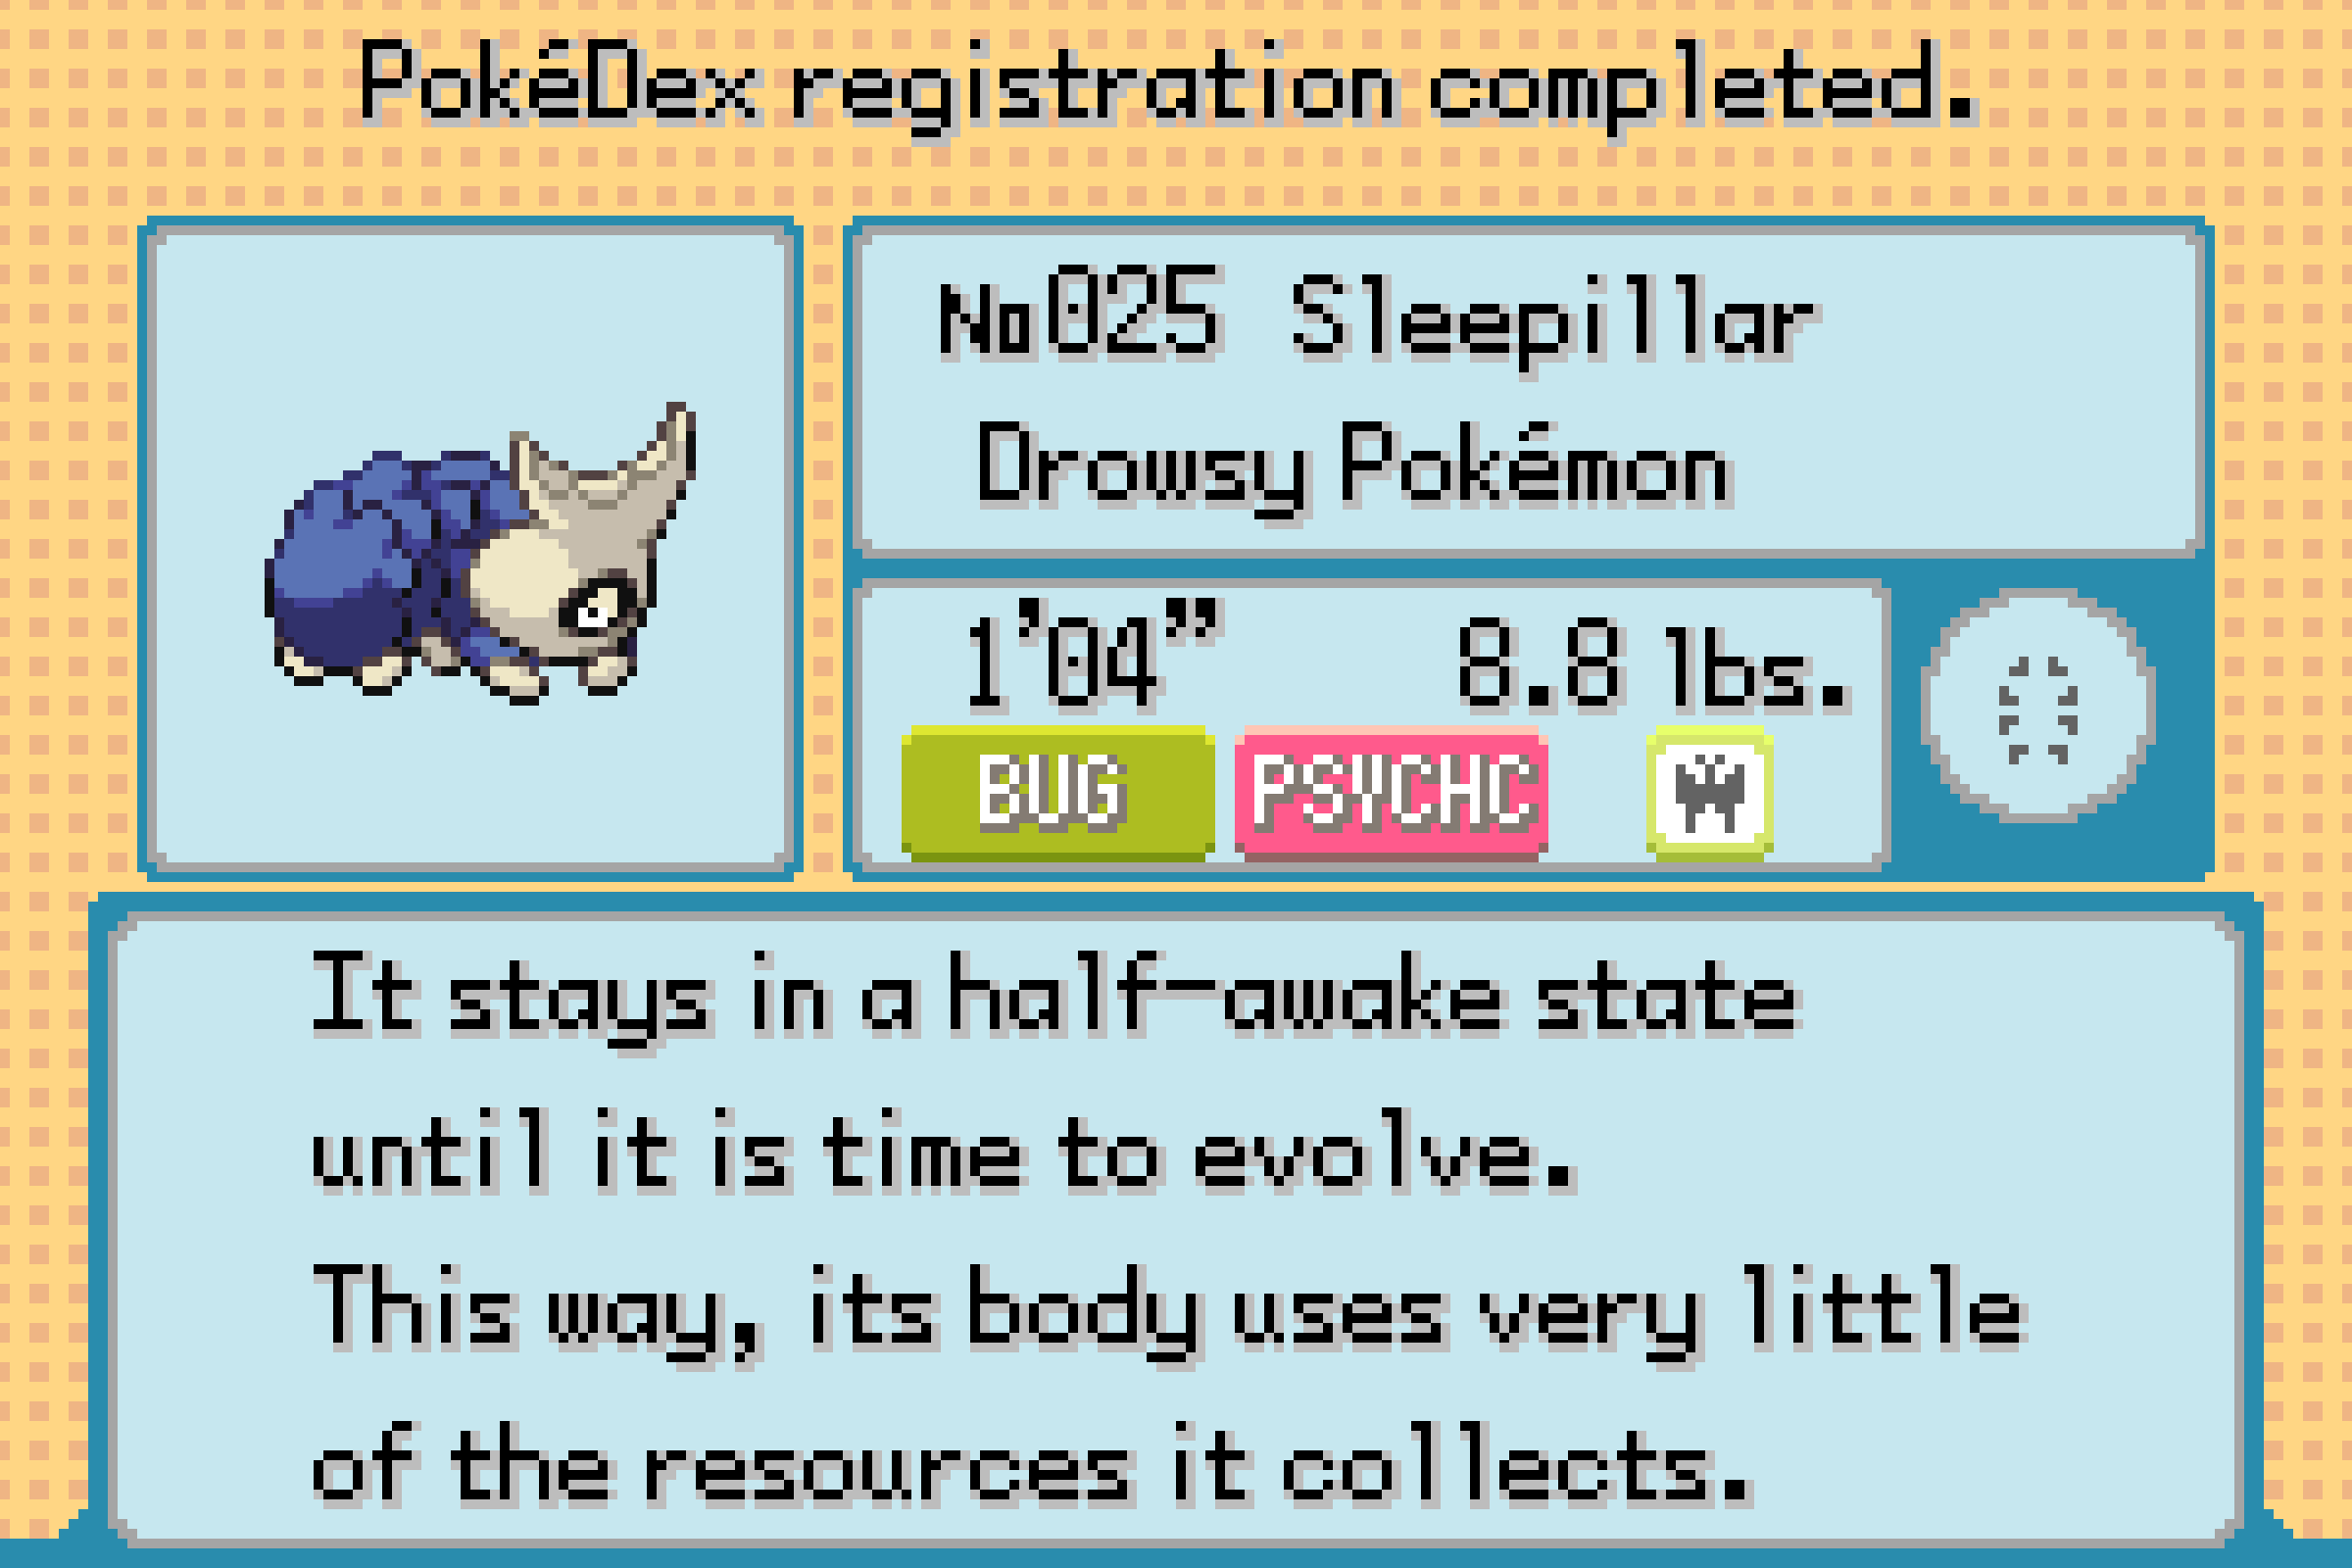 PokéDex registration completed.
№025 Sleepillar
Drowsy Pokémon
1’04” 8.8 lbs.
BUG PSYCHC
It stays in a half-awake state
until it is time to evolve.
This way, its body uses very little
of the resources it collects.